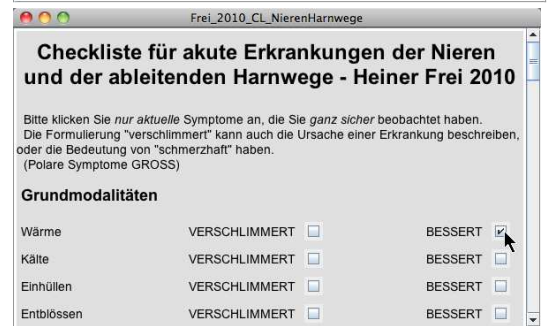 Frei_2010_CL_NierenHarnwege
Checkliste für akute Erkrankungen der Nieren
und der ableitenden Harnwege - Heiner Frei 2010
Bitte klicken Sie nur aktuelle Symptome an, die Sie ganz sicher beobachtet haben.
Die Formulierung "verschlimmert" kann auch die Ursache einer Erkrankung beschreiben,
oder die Bedeutung von "schmerzhaft" haben.
(Polare Symptome GROSS)
Grundmodalitäten
Wärme VERSCHLIMMERT BESSERT
Kälte VERSCHLIMMERT BESSERT
Einhüllen VERSCHLIMMERT BESSERT
Entblössen VERSCHLIMMERT BESSERT